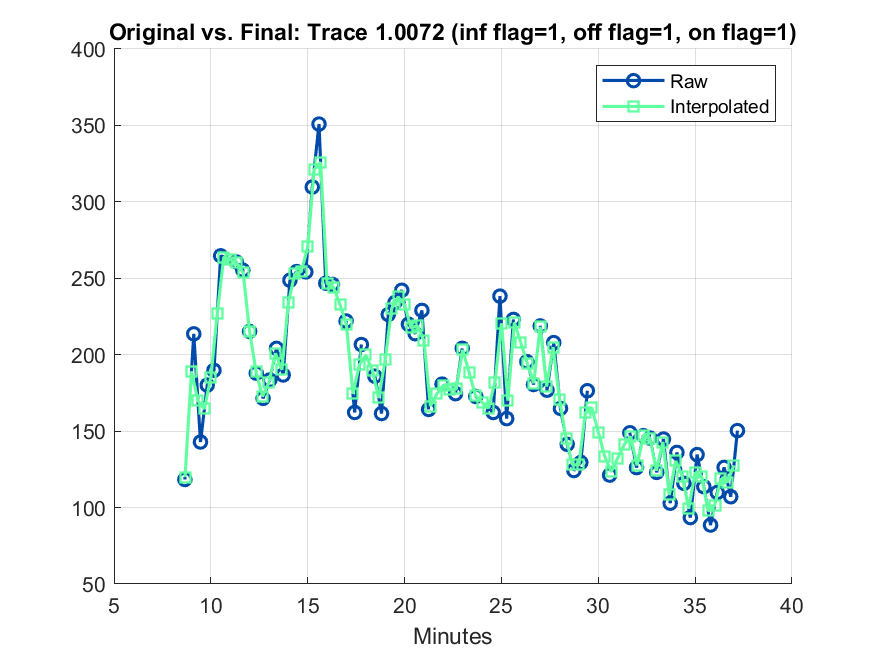 Original vs. Final: Trace 1.0072 (inf flag=1, off flag=1, on flag=1)
400
350
300
250
200
150
100
50
Raw
Interpolated
5 10 15 20 25 30 35 40
Minutes